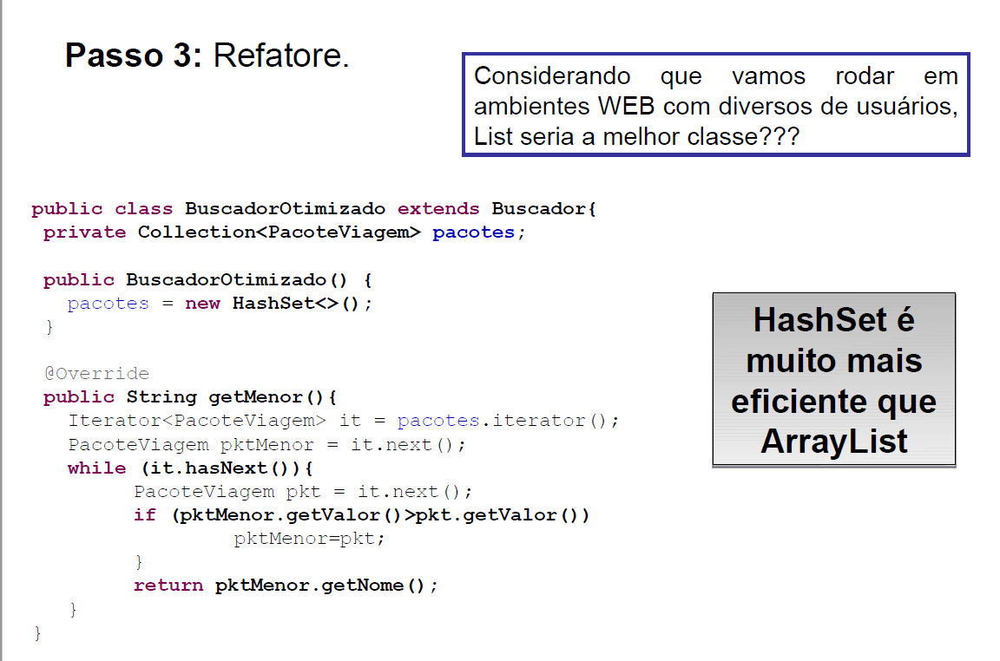 Passo 3: Refatore.
Considerando que vamos rodar em
ambientes WEB com diversos de usuários,
List seria a melhor classe???
public class BuscadorOtimizado extends Buscador{
private Collection<PacoteViagem> pacotes;
public BuscadorOtimizado() {
pacotes = new HashSet<>();
}
@Override
public String getMenor(){
Iterator<PacoteViagem> it = pacotes.iterator();
PacoteViagem pktMenor = it.next();
while (it.hasNext()){
PacoteViagem pkt = it.next();
if (pktMenor.getValor()>pkt.getValor())
pktMenor=pkt;
}
return pktMenor.getNome();
}
}
HashSet é
muito mais
eficiente que
ArrayList